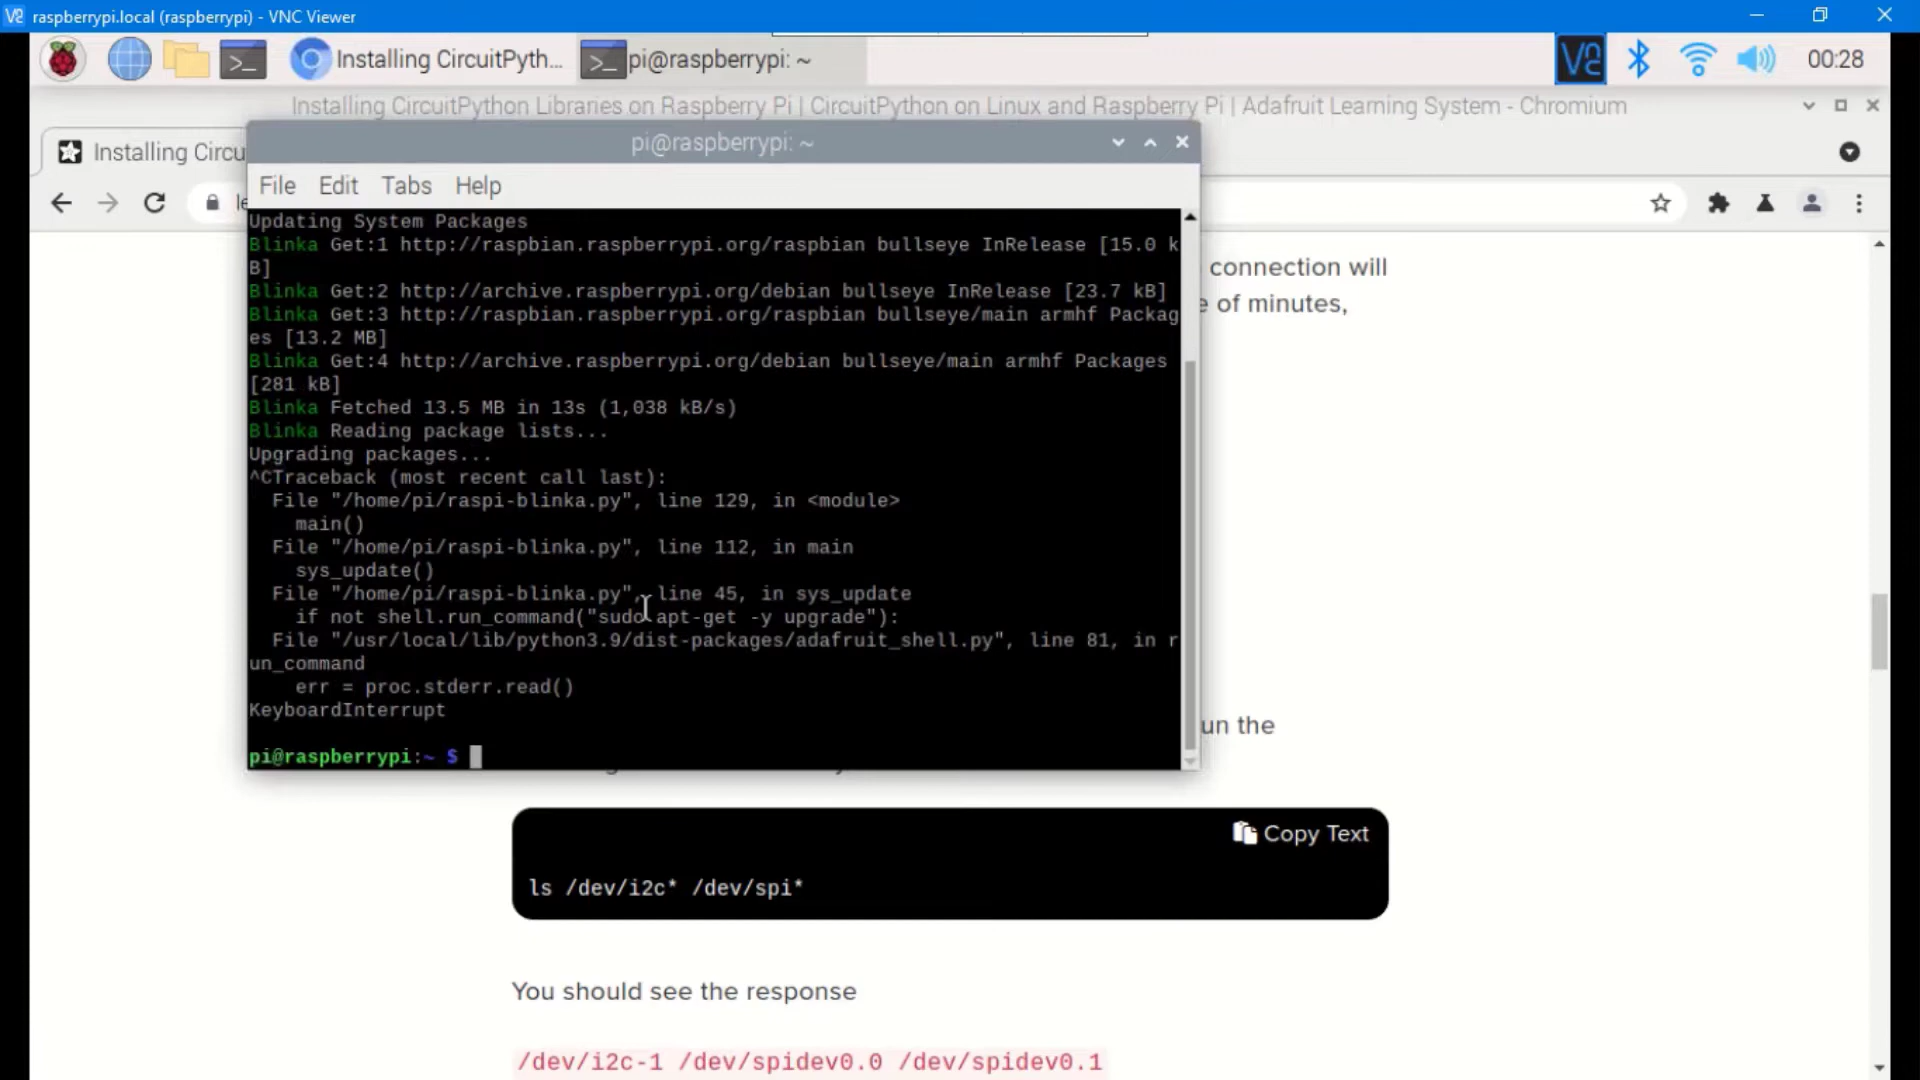 raspberrypi.local (raspberrypi) - VNC Viewer
Installing CircuitPyth...
pi@raspberrypi: ~
00:28
Installing CircuitPython Libraries on Raspberry Pi | CircuitPython on Linux and Raspberry Pi | Adafruit Learning System - Chromium
Installing Circu
pi@raspberrypi: ~
File Edit Tabs Help
le
Updating System Packages
Blinka Get:1 http://raspbian.raspberrypi.org/raspbian bullseye InRelease [15.0 k
B]
Blinka Get:2 http://archive.raspberrypi.org/debian bullseye InRelease [23.7 kB]
Blinka Get:3 http://raspbian.raspberrypi.org/raspbian bullseye/main armhf Packag
es [13.2 MB]
Blinka Get:4 http://archive.raspberrypi.org/debian bullseye/main armhf Packages
[281 kB]
Blinka Fetched 13.5 MB in 13s (1,038 kB/s)
Blinka Reading package lists...
Upgrading packages...
^CTraceback (most recent call last):
File "/home/pi/raspi-blinka.py", line 129, in <module>
main()
File "/home/pi/raspi-blinka.py", line 112, in main
sys_update()
File "/home/pi/raspi-blinka.py", line 45, in sys_update
if not shell.run_command("sudo apt-get -y upgrade"):
File "/usr/local/lib/python3.9/dist-packages/adafruit_shell.py", line 81, in r
un_command
err = proc.stderr.read()
KeyboardInterrupt
pi@raspberrypi:~ $
connection will
e of minutes,
un the
Copy Text
ls /dev/i2c* /dev/spi*
You should see the response
/dev/i2c-1 /dev/spidev0.0 /dev/spidev0.1